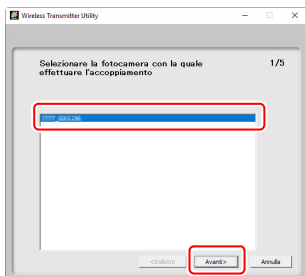 Wireless Transmitter Utility
Selezionare la fotocamera con la quale 1/5
effettuare l'accoppiamento
<Indietro Avanti> Annulla